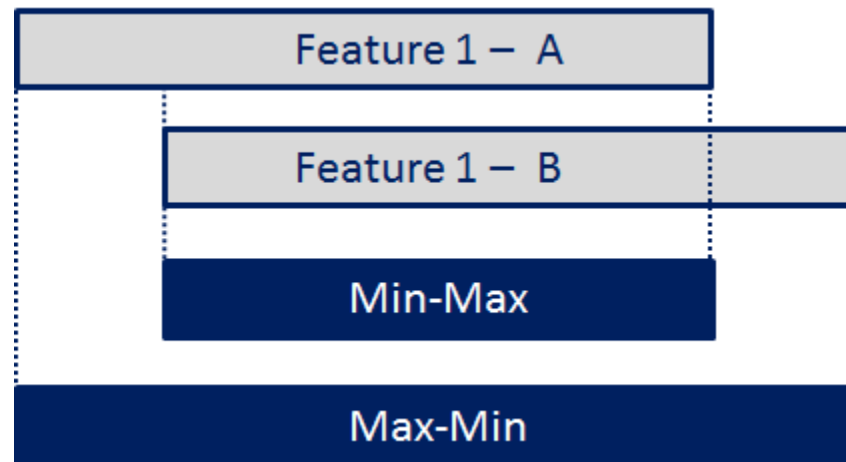 Feature 1 – A
Feature 1 – B
Min-Max
Max-Min